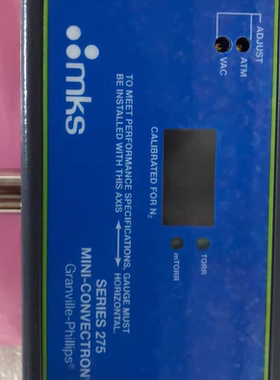 mks
ADJUST
VAC
ATM
CALIBRATED FOR N₂
mTORR
TORR
TO MEET PERFORMANCE SPECIFICATIONS, GAUGE MUST
BE INSTALLED WITH THIS AXIS ⟷ HORIZONTAL.
SERIES 275
MINI-CONVECTRON
Granville-Phillips®